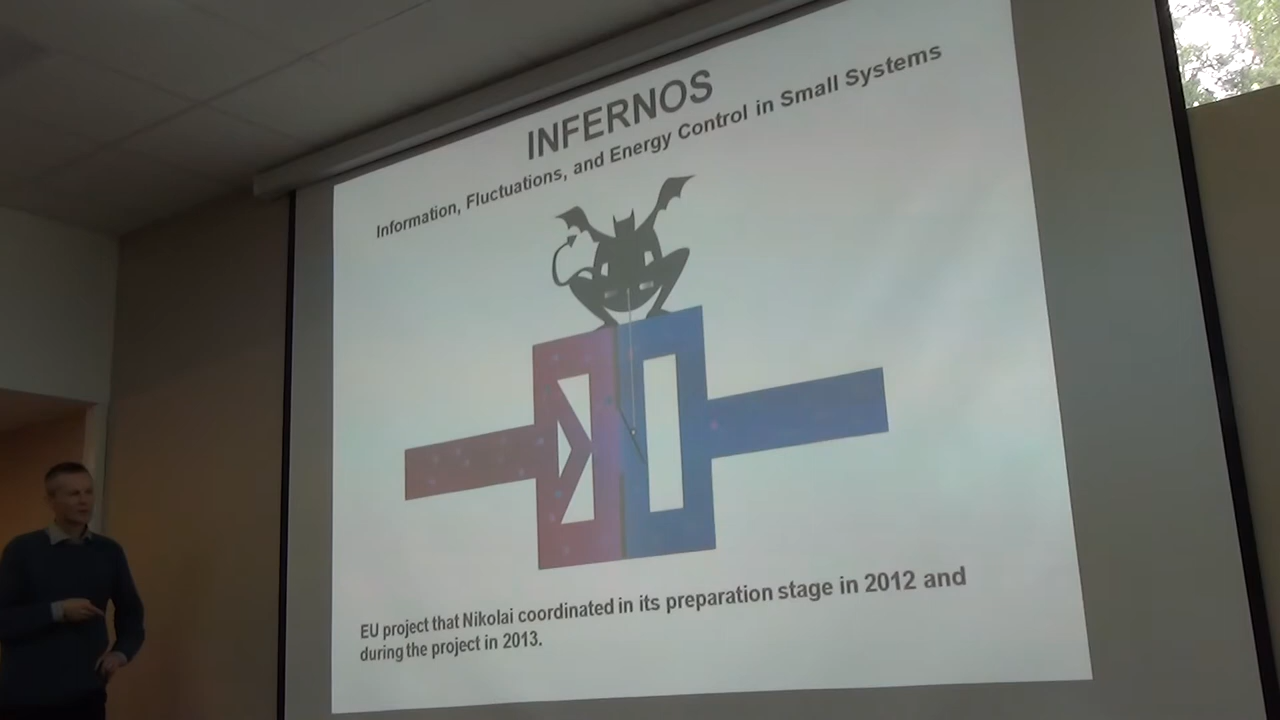 INFERNOS
Information, Fluctuations, and Energy Control in Small Systems
EU project that Nikolai coordinated in its preparation stage in 2012 and
during the project in 2013.